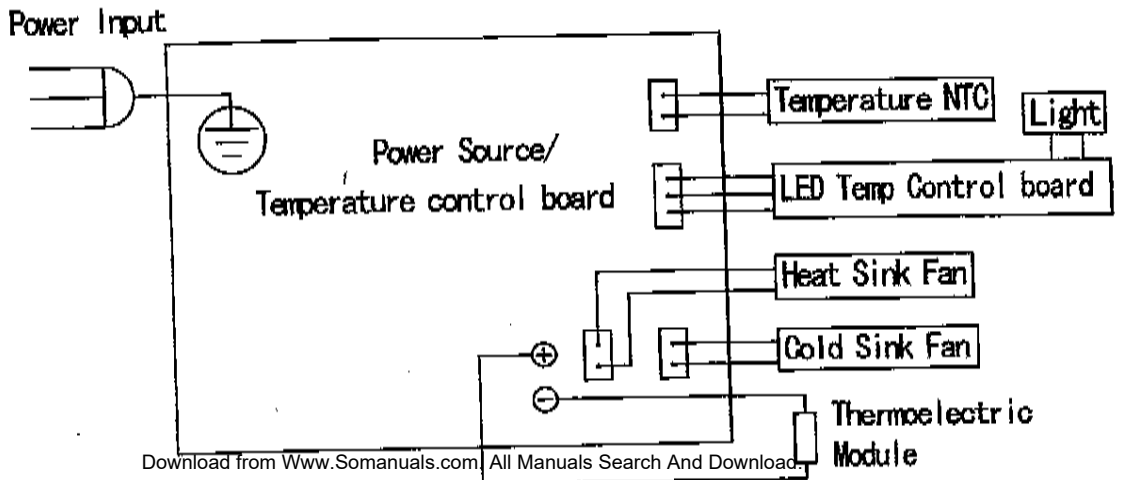 Power Input
Temperature NTC
Light
Power Source/
Temperature control board
LED Temp Control board
Heat Sink Fan
Cold Sink Fan
+
-
Thermoelectric
Module
Download from Www.Somanuals.com. All Manuals Search And Download.